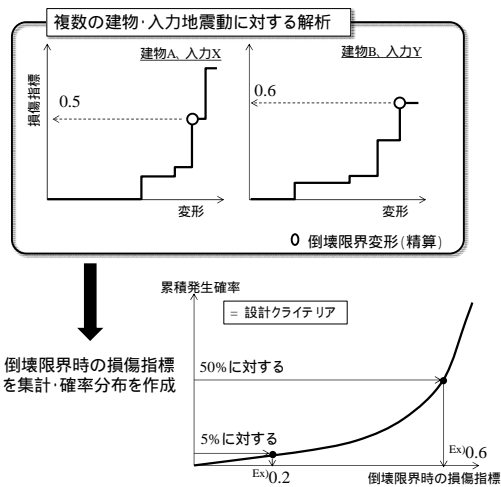 複数の建物･入力地震動に対する解析
建物A、入力X
建物B、入力Y
損傷指標
0.5
0.6
変形
変形
倒壊限界変形(精算)
累積発生確率
= 設計クライテリア
倒壊限界時の損傷指標
を集計･確率分布を作成
50%に対する
5%に対する
Ex)0.2
Ex)0.6
倒壊限界時の損傷指標